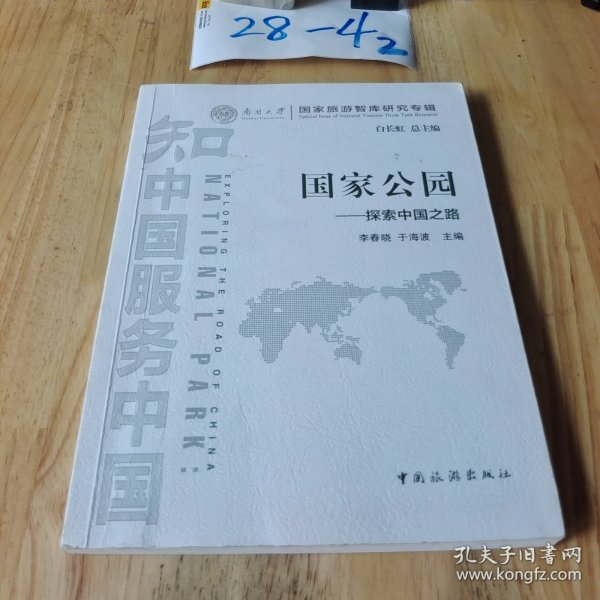 28-42
南開大學
Nankai University
国家旅游智库研究专辑
Special Issue of National Tourism Think Tank Research
白长虹 总主编
知中国服务中国
国家公园
——探索中国之路
李春晓 于海波 主编
NATIONAL PARK:
EXPLORING THE ROAD OF CHINA
中国旅游出版社
孔夫子旧书网
www.kongfz.com